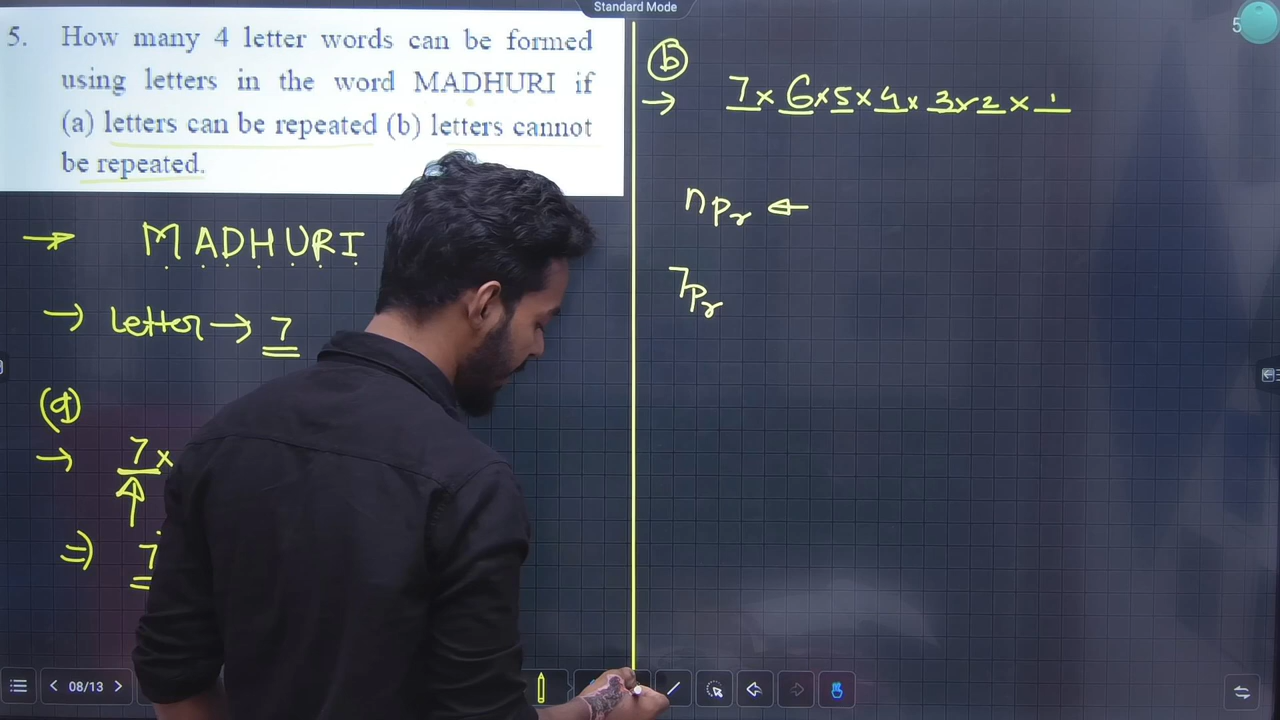 Standard Mode
5
5. How many 4 letter words can be formed
using letters in the word MADHURI if
(a) letters can be repeated (b) letters cannot
be repeated.
→ MADHURI
→ letter → 7
(a)
→ 7 ×
⇒ 7
(b)
→ 7 × 6 × 5 × 4 × 3 × 2 × 1
nPr ←
7Pr
08/13